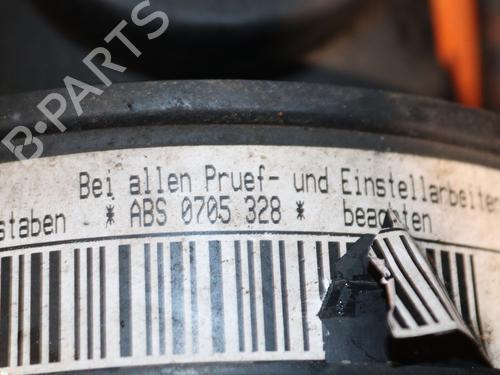 B-PARTS
Bei allen Pruef- und Einstellarbeiten
staben * ABS 0705 328 * beachten